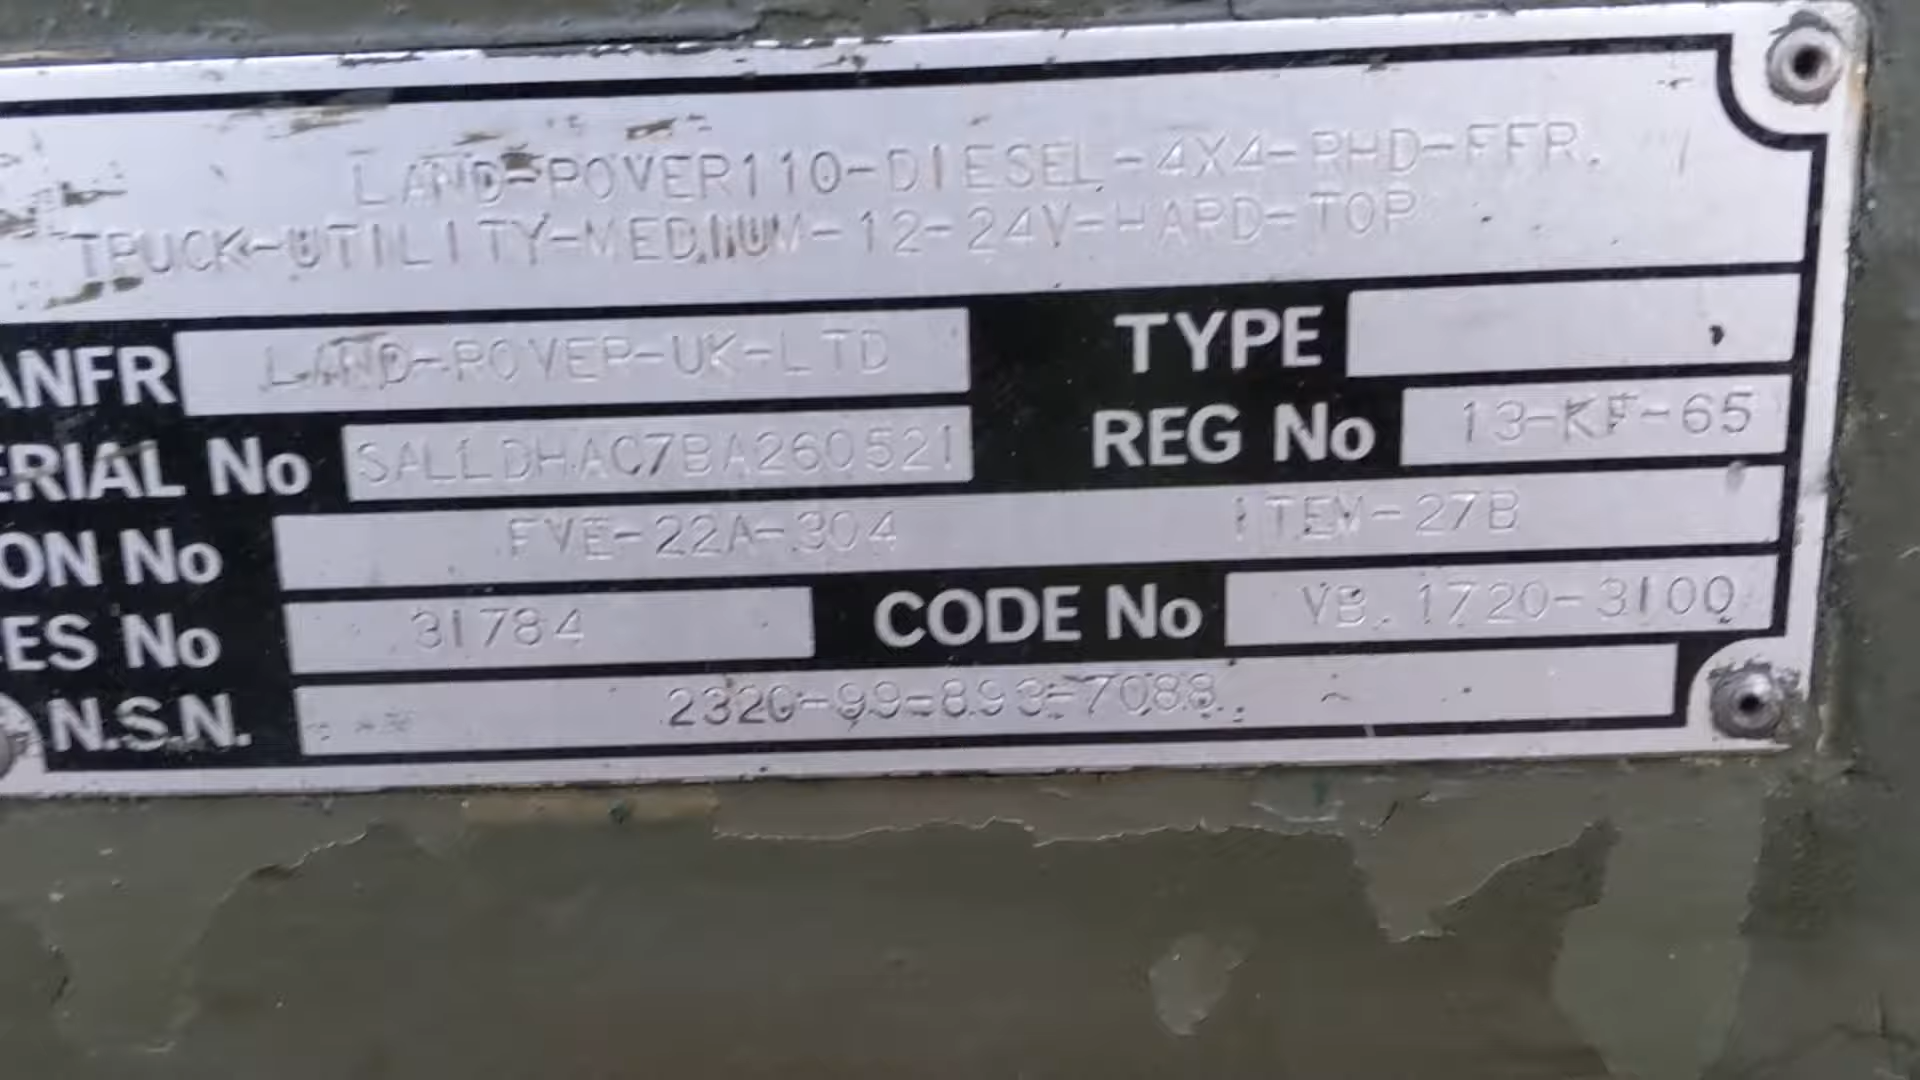 LAND-ROVER110-DIESEL-4X4-RHD-FFR.
TRUCK-UTILITY-MEDIUM-12-24V-HARD-TOP
ANFR LAND-ROVER-UK-LTD TYPE
ERIAL No SALLDHAC7BA260521 REG No 13-KF-65
ON No FVE-22A-304 ITEM-27B
ES No 31784 CODE No VB.1720-3100
N.S.N. 2320-99-893-7088